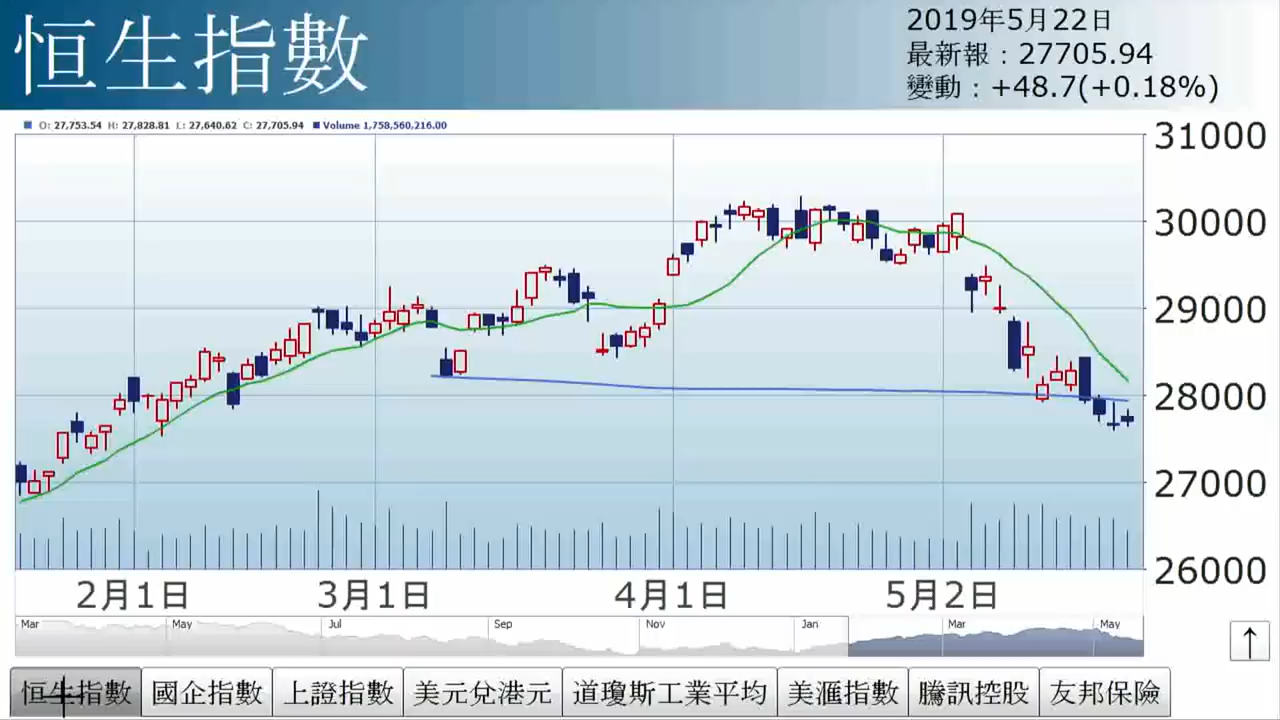 恒生指數
2019年5月22日
最新報：27705.94
變動：+48.7(+0.18%)
O: 27,753.54 H: 27,828.81 L: 27,640.62 C: 27,705.94 Volume 1,758,560,216.00
31000
30000
29000
28000
27000
26000
2月1日 3月1日 4月1日 5月2日
Mar May Jul Sep Nov Jan Mar May
↑
恒生指數 國企指數 上證指數 美元兌港元 道瓊斯工業平均 美滙指數 騰訊控股 友邦保險